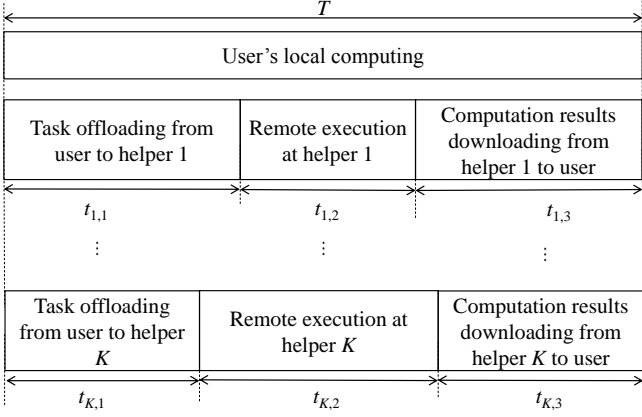 T
User's local computing
Task offloading from
user to helper 1
Remote execution
at helper 1
Computation results
downloading from
helper 1 to user
t1,1
t1,2
t1,3
⋮
⋮
⋮
Task offloading
from user to helper
K
Remote execution at
helper K
Computation results
downloading from
helper K to user
tK,1
tK,2
tK,3